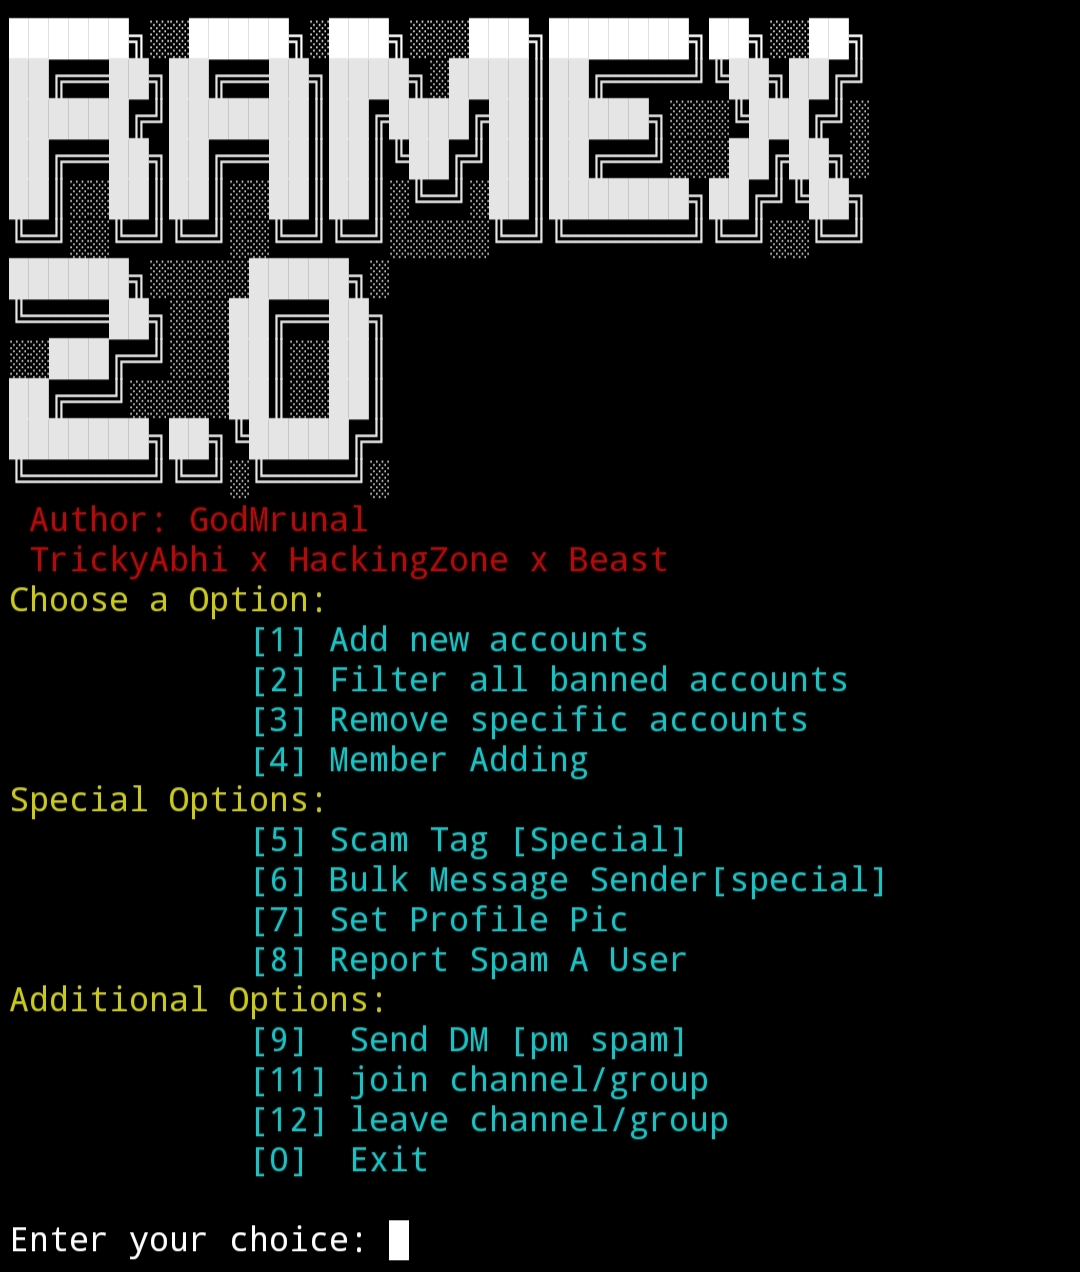 RAMEX
2.0
Author: GodMrunal
TrickyAbhi x HackingZone x Beast
Choose a Option:
[1] Add new accounts
[2] Filter all banned accounts
[3] Remove specific accounts
[4] Member Adding
Special Options:
[5] Scam Tag [Special]
[6] Bulk Message Sender[special]
[7] Set Profile Pic
[8] Report Spam A User
Additional Options:
[9] Send DM [pm spam]
[11] join channel/group
[12] leave channel/group
[0] Exit
Enter your choice: